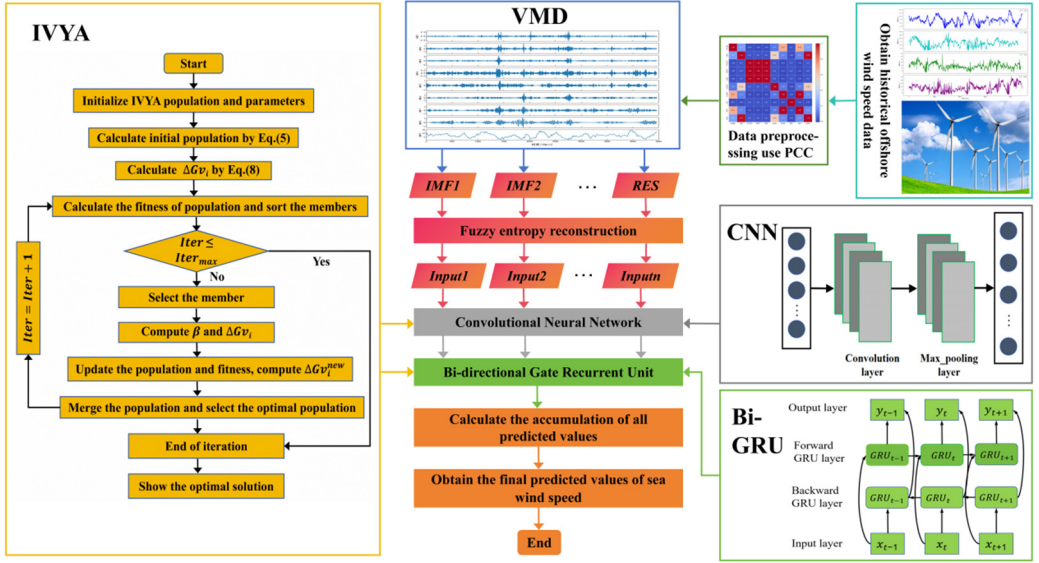 IVYA
Start
Initialize IVYA population and parameters
Calculate initial population by Eq.(5)
Calculate ΔGv_i by Eq.(8)
Calculate the fitness of population and sort the members
Iter ≤
Iter_max
Yes
No
Iter = Iter + 1
Select the member
Compute β and ΔGv_i
Update the population and fitness, compute ΔGv_i^new
Merge the population and select the optimal population
End of iteration
Show the optimal solution
VMD
IMF1
IMF2
...
RES
Fuzzy entropy reconstruction
Input1
Input2
...
Inputn
Convolutional Neural Network
Bi-directional Gate Recurrent Unit
Calculate the accumulation of all
predicted values
Obtain the final predicted values of sea
wind speed
End
Data preproce-
ssing use PCC
Obtain historical offshore
wind speed data
CNN
Convolution
layer
Max_pooling
layer
Bi-
GRU
Output layer
y_t−1
y_t
y_t+1
Forward
GRU layer
GRU_t−1
GRU_t
GRU_t+1
Backward
GRU layer
GRU_t−1
GRU_t
GRU_t+1
Input layer
x_t−1
x_t
x_t+1